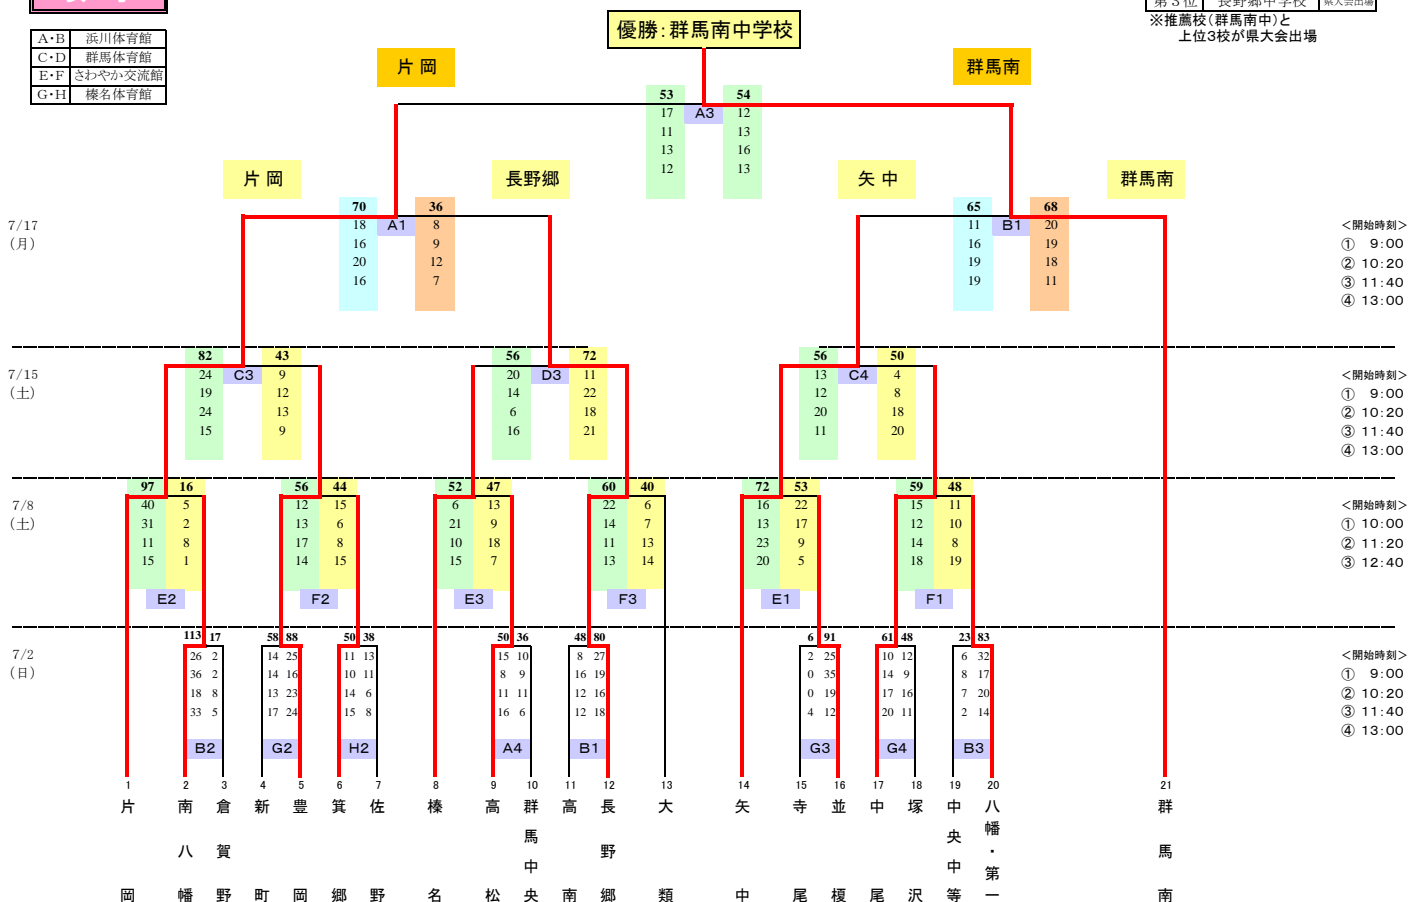 第3位 長野郷中学校 県大会出場
※推薦校(群馬南中)と
上位3校が県大会出場
優勝:群馬南中学校
A・B 浜川体育館
C・D 群馬体育館
E・F さわやか交流館
G・H 榛名体育館
片岡 群馬南
53 54
17 A3 12
11 13
13 16
12 13
片岡 長野郷 矢中 群馬南
7/17
(月)
70 36
18 A1 8
16 9
20 12
16 7
65 68
11 B1 20
16 19
19 18
19 11
<開始時刻>
① 9:00
② 10:20
③ 11:40
④ 13:00
7/15
(土)
82 43
24 C3 9
19 12
24 13
15 9
56 72
20 D3 11
14 22
6 18
16 21
56 50
13 C4 4
12 8
20 18
11 20
<開始時刻>
① 9:00
② 10:20
③ 11:40
④ 13:00
7/8
(土)
97 16
40 5
31 2
11 8
15 1
E2
56 44
12 15
13 6
17 8
14 15
F2
52 47
6 13
21 9
10 18
15 7
E3
60 40
22 6
14 7
11 13
13 14
F3
72 53
16 22
13 17
23 9
20 5
E1
59 48
15 11
12 10
14 8
18 19
F1
<開始時刻>
① 10:00
② 11:20
③ 12:40
7/2
(日)
113 17
26 2
36 2
18 8
33 5
B2
58 88
14 25
14 16
13 23
17 24
G2
50 38
11 13
10 11
14 6
15 8
H2
50 36
15 10
8 9
11 11
16 6
A4
48 80
8 27
16 19
12 16
12 18
B1
6 91
2 25
0 35
0 19
4 12
G3
61 48
10 12
14 9
17 16
20 11
G4
23 83
6 32
8 17
7 20
2 14
B3
<開始時刻>
① 9:00
② 10:20
③ 11:40
④ 13:00
1 片岡
2 南八幡
3 倉賀野
4 新町
5 豊岡
6 箕郷
7 佐野
8 榛名
9 高松
10 群馬中央
11 高南
12 長野郷
13 大類
14 矢中
15 寺尾
16 並榎
17 中尾
18 塚沢
19 中央中等
20 八幡・第一
21 群馬南